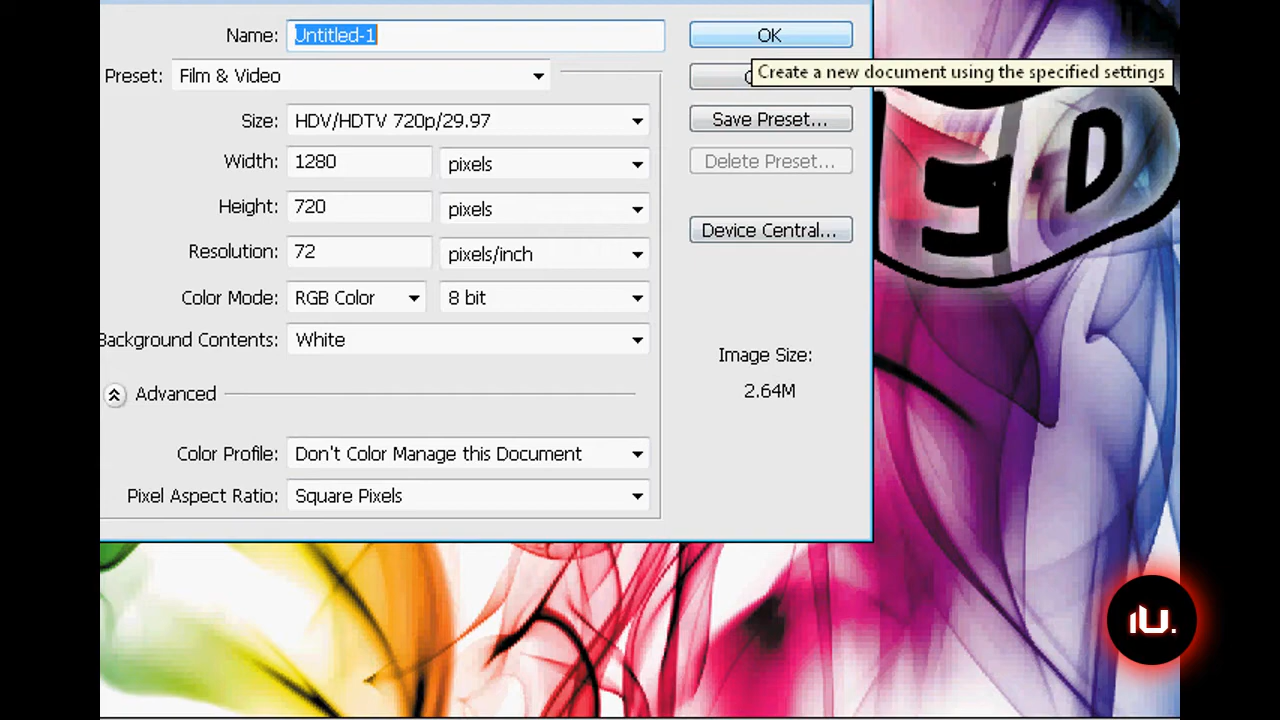 Name: Untitled-1 OK
Create a new document using the specified settings
Preset: Film & Video
Size: HDV/HDTV 720p/29.97 Save Preset...
Width: 1280 pixels Delete Preset...
Height: 720 pixels
Device Central...
Resolution: 72 pixels/inch
Color Mode: RGB Color 8 bit
Background Contents: White
Image Size:
2.64M
Advanced
Color Profile: Don't Color Manage this Document
Pixel Aspect Ratio: Square Pixels
3D
iU.